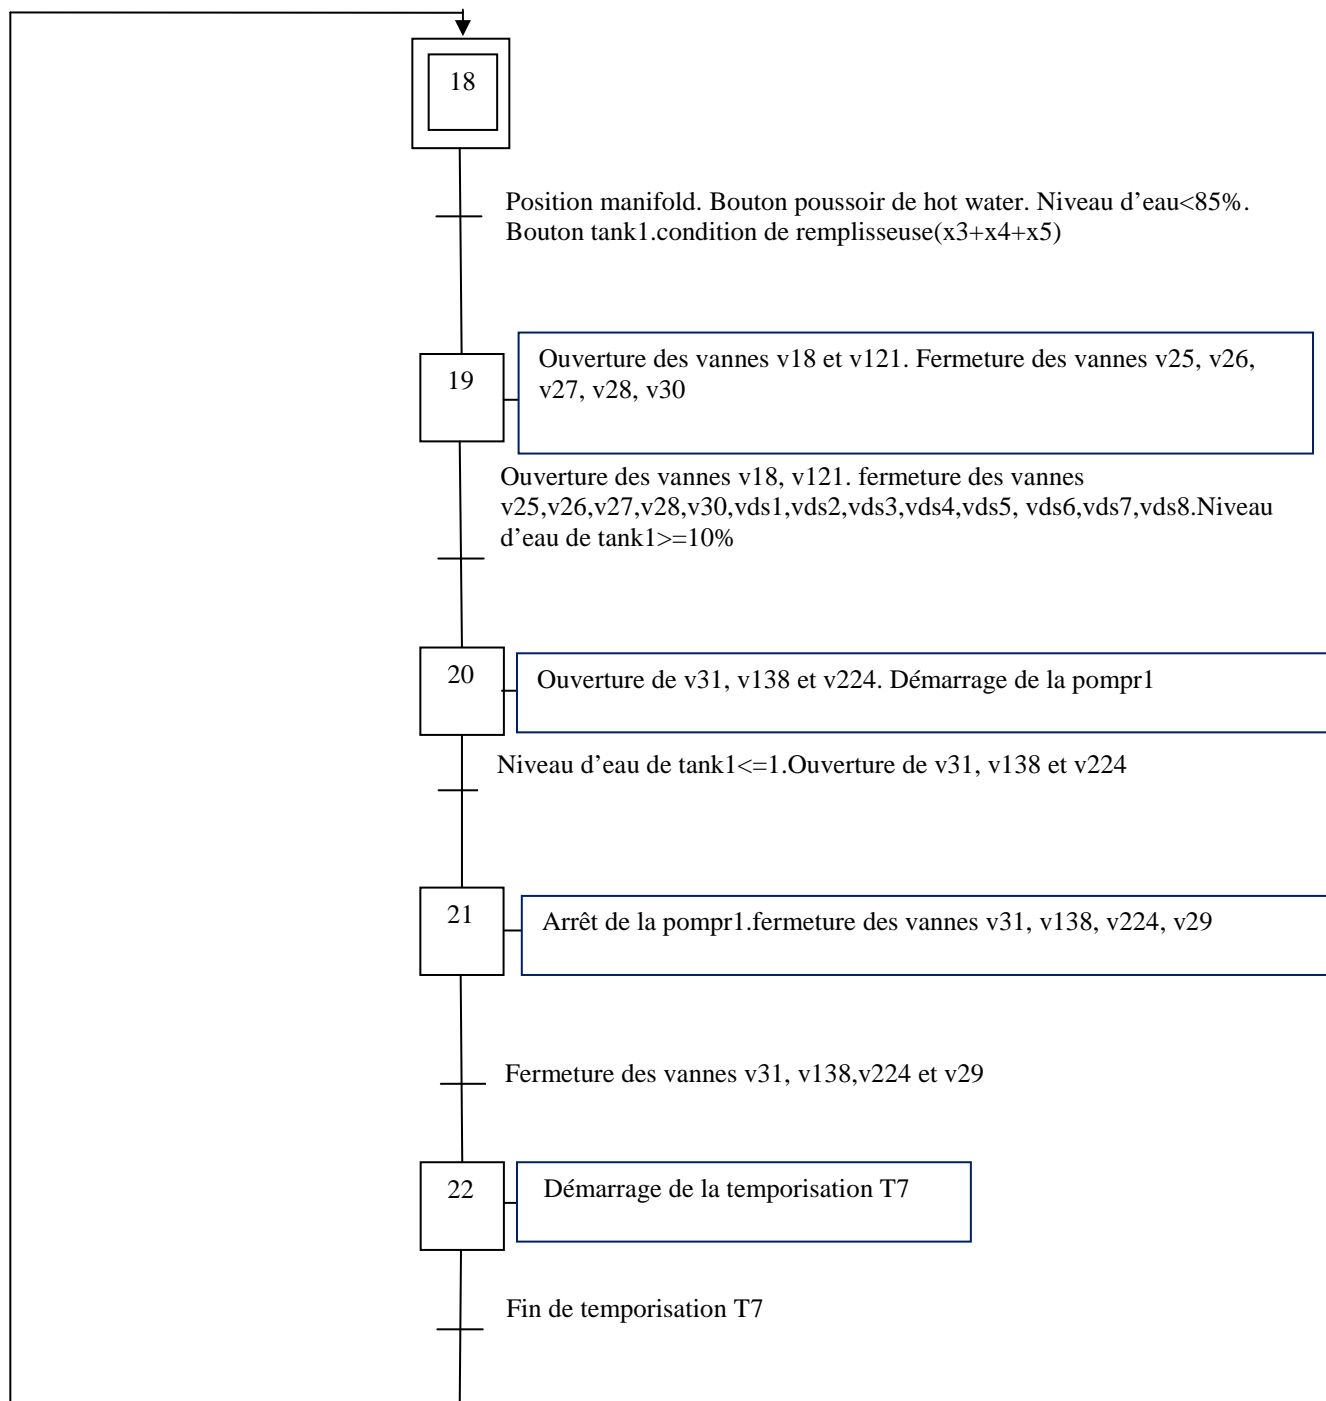 18
Position manifold. Bouton poussoir de hot water. Niveau d’eau<85%.
Bouton tank1.condition de remplisseuse(x3+x4+x5)
19
Ouverture des vannes v18 et v121. Fermeture des vannes v25, v26,
v27, v28, v30
Ouverture des vannes v18, v121. fermeture des vannes
v25,v26,v27,v28,v30,vds1,vds2,vds3,vds4,vds5, vds6,vds7,vds8.Niveau
d’eau de tank1>=10%
20
Ouverture de v31, v138 et v224. Démarrage de la pompr1
Niveau d’eau de tank1<=1.Ouverture de v31, v138 et v224
21
Arrêt de la pompr1.fermeture des vannes v31, v138, v224, v29
Fermeture des vannes v31, v138,v224 et v29
22
Démarrage de la temporisation T7
Fin de temporisation T7